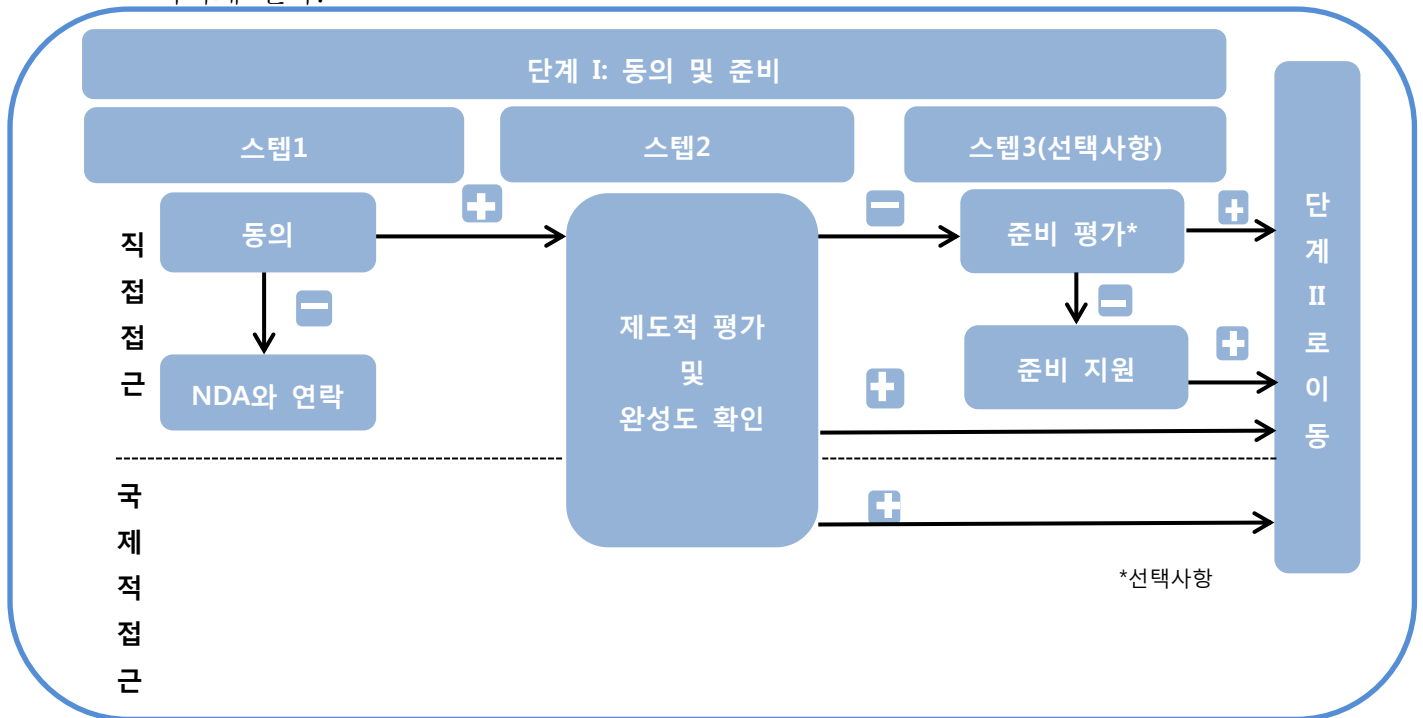 단계 I: 동의 및 준비
스텝1
스텝2
스텝3(선택사항)
직접접근
동의
NDA와 연락
제도적 평가
및
완성도 확인
준비 평가*
준비 지원
단계II로이동
국제적접근
*선택사항